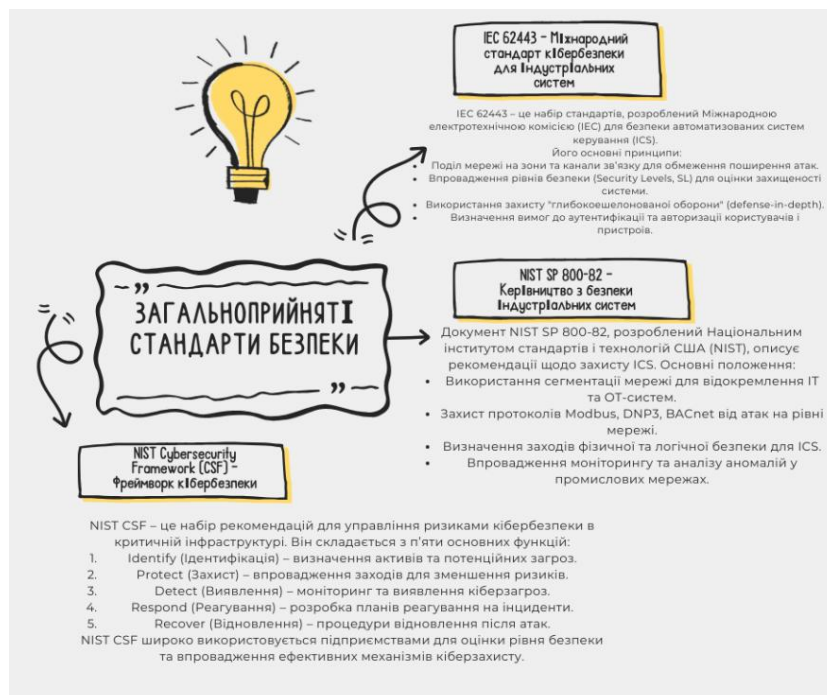 ІЕС 62443 – Міжнародний
стандарт кібербезпеки
для індустріальних
систем
IEC 62443 – це набір стандартів, розроблений Міжнародною
електротехнічною комісією (IEC) для безпеки автоматизованих систем
керування (ICS).
Його основні принципи:
• Поділ мережі на зони та канали зв'язку для обмеження поширення атак.
• Впровадження рівнів безпеки (Security Levels, SL) для оцінки захищеності
системи.
• Використання захисту "глибокоешелонованої оборони" (defense-in-depth).
• Визначення вимог до аутентифікації та авторизації користувачів і
пристроїв.
ЗАГАЛЬНОПРИЙНЯТІ
СТАНДАРТИ БЕЗПЕКИ
NIST SP 800-82 –
Керівництво з безпеки
індустріальних систем
Документ NIST SP 800-82, розроблений Національним
інститутом стандартів і технологій США (NIST), описує
рекомендації щодо захисту ICS. Основні положення:
• Використання сегментації мережі для відокремлення IT
та OT-систем.
• Захист протоколів Modbus, DNP3, BACnet від атак на рівні
мережі.
• Визначення заходів фізичної та логічної безпеки для ICS.
• Впровадження моніторингу та аналізу аномалій у
промислових мережах.
NIST Cybersecurity
Framework (CSF) –
Фреймворк кібербезпеки
NIST CSF – це набір рекомендацій для управління ризиками кібербезпеки в
критичній інфраструктурі. Він складається з п'яти основних функцій:
1. Identify (Ідентифікація) – визначення активів та потенційних загроз.
2. Protect (Захист) – впровадження заходів для зменшення ризиків.
3. Detect (Виявлення) – моніторинг та виявлення кіберзагроз.
4. Respond (Реагування) – розробка планів реагування на інциденти.
5. Recover (Відновлення) – процедури відновлення після атак.
NIST CSF широко використовується підприємствами для оцінки рівня безпеки
та впровадження ефективних механізмів кіберзахисту.